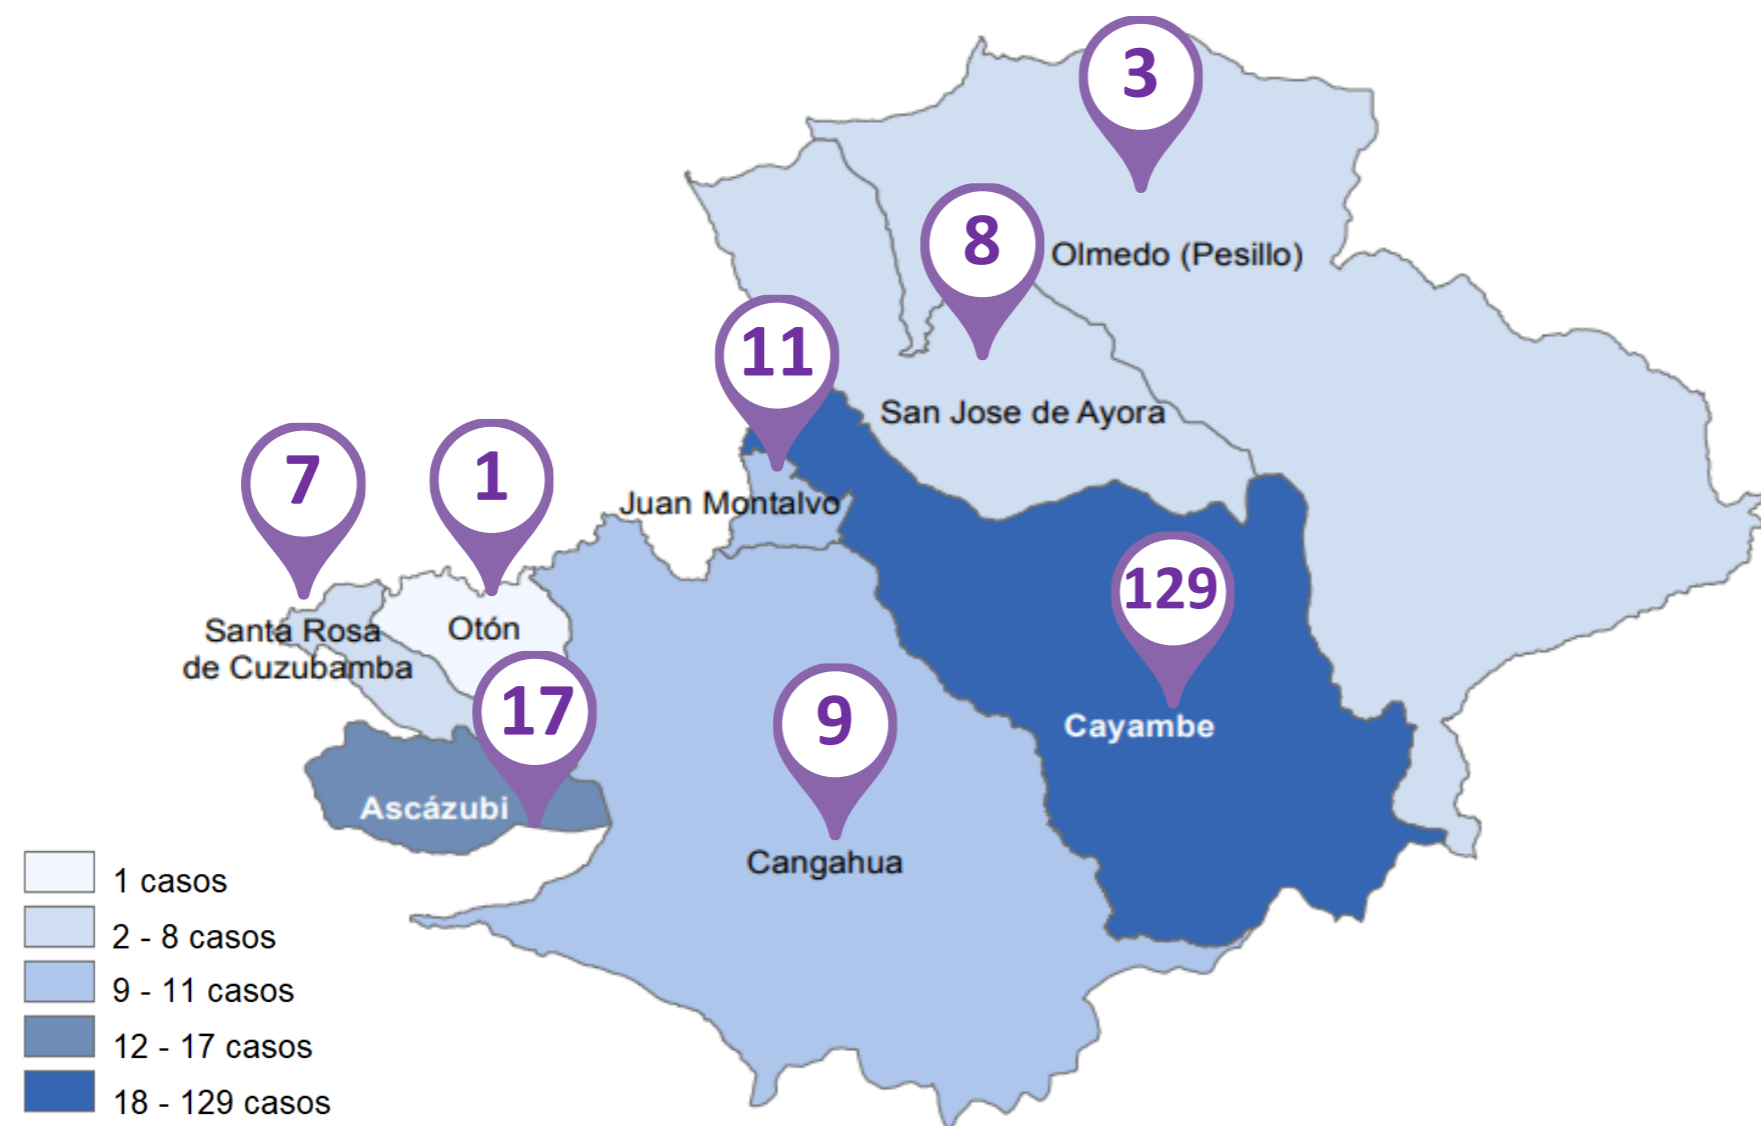 3
8
Olmedo (Pesillo)
11
San Jose de Ayora
7
1
Juan Montalvo
129
Santa Rosa
de Cuzubamba
Otón
17
9
Cayambe
Ascázubi
Cangahua
1 casos
2 - 8 casos
9 - 11 casos
12 - 17 casos
18 - 129 casos